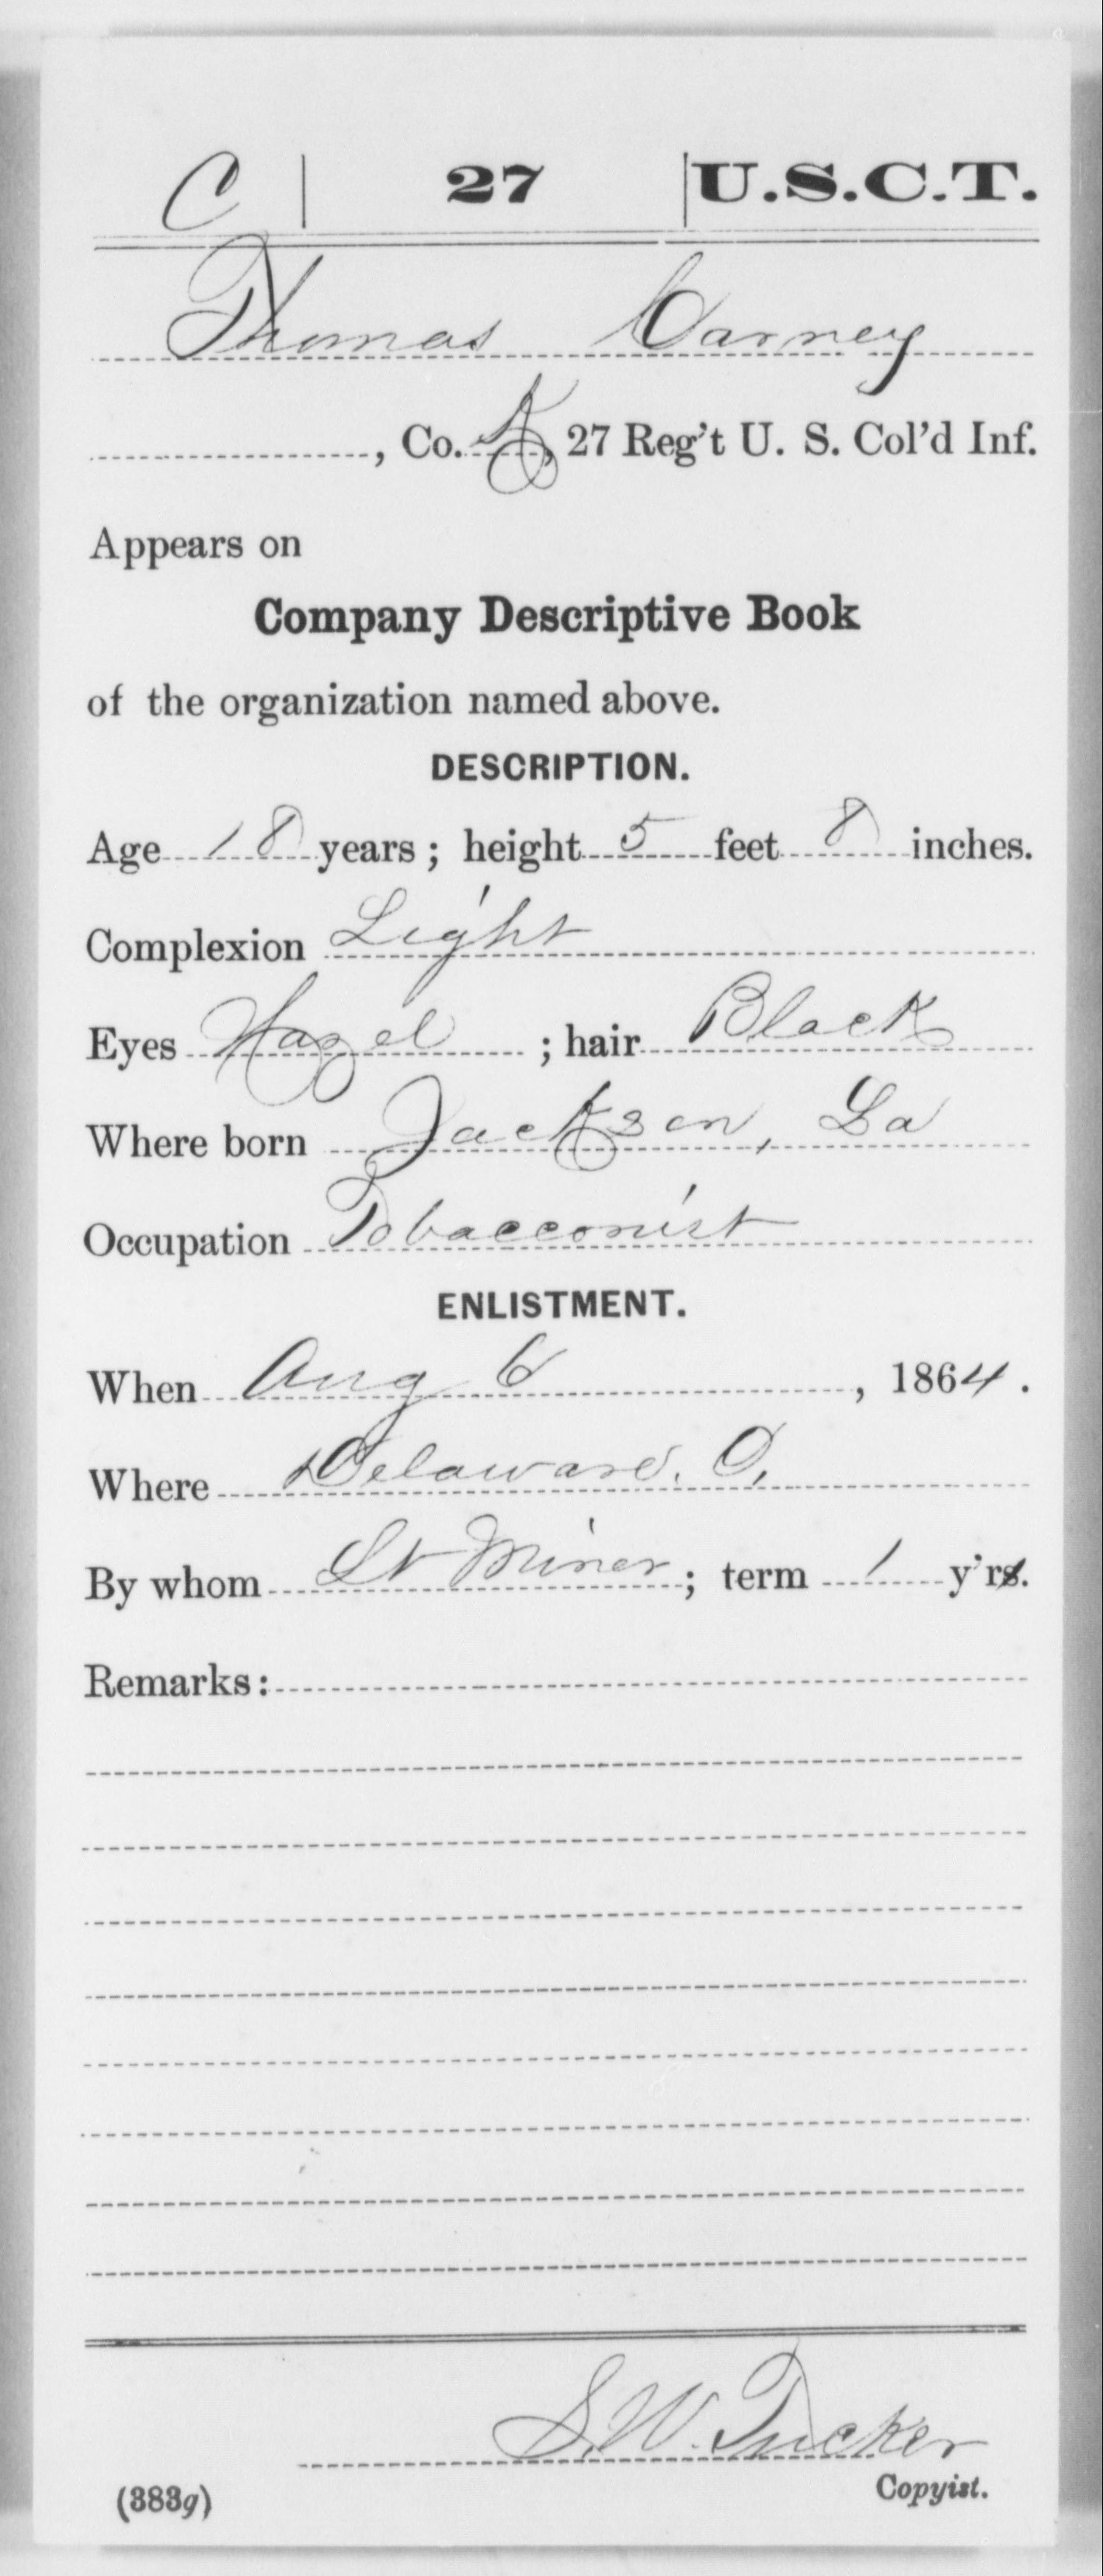 C | 27 | U.S.C.T.
Thomas Carney
, Co. K, 27 Reg't U. S. Col'd Inf.
Appears on
Company Descriptive Book
of the organization named above.
DESCRIPTION.
Age 18 years; height 5 feet 8 inches.
Complexion Light
Eyes Hazel ; hair Black
Where born Jackson, La
Occupation Tobacconist
ENLISTMENT.
When Aug 6, 1864.
Where Delaware. O.
By whom Lt Miner; term 1 y'rs.
Remarks:
S. W. Tucker
Copyist.
(383g)